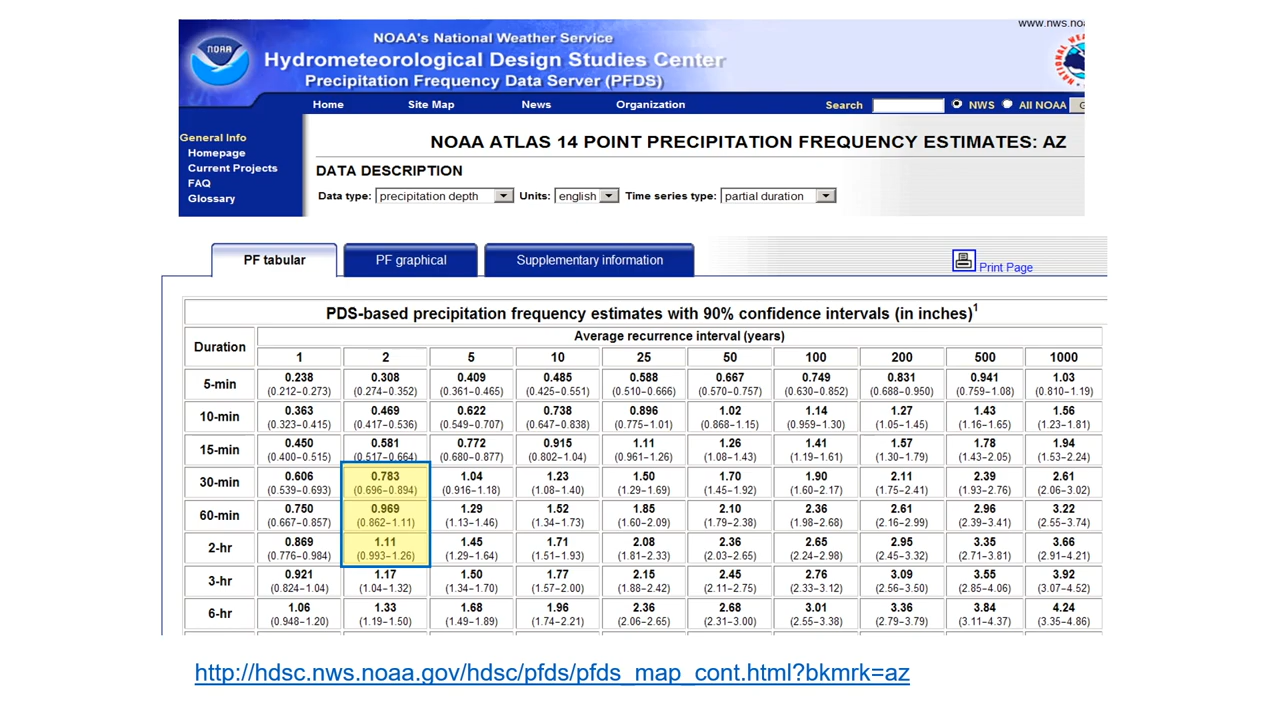 www.nws.noa
NOAA's National Weather Service
NOAA
Hydrometeorological Design Studies Center
Precipitation Frequency Data Server (PFDS)
Home Site Map News Organization Search NWS All NOAA G
General Info
Homepage
Current Projects
FAQ
Glossary
NOAA ATLAS 14 POINT PRECIPITATION FREQUENCY ESTIMATES: AZ
DATA DESCRIPTION
Data type: precipitation depth Units: english Time series type: partial duration
PF tabular PF graphical Supplementary information
Print Page
PDS-based precipitation frequency estimates with 90% confidence intervals (in inches)1
Duration
Average recurrence interval (years)
1 2 5 10 25 50 100 200 500 1000
5-min
0.238 0.308 0.409 0.485 0.588 0.667 0.749 0.831 0.941 1.03
(0.212–0.273) (0.274–0.352) (0.361–0.465) (0.425–0.551) (0.510–0.666) (0.570–0.757) (0.630–0.852) (0.688–0.950) (0.759–1.08) (0.810–1.19)
10-min
0.363 0.469 0.622 0.738 0.896 1.02 1.14 1.27 1.43 1.56
(0.323–0.415) (0.417–0.536) (0.549–0.707) (0.647–0.838) (0.775–1.01) (0.868–1.15) (0.959–1.30) (1.05–1.45) (1.16–1.65) (1.23–1.81)
15-min
0.450 0.581 0.772 0.915 1.11 1.26 1.41 1.57 1.78 1.94
(0.400–0.515) (0.517–0.664) (0.680–0.877) (0.802–1.04) (0.961–1.26) (1.08–1.43) (1.19–1.61) (1.30–1.79) (1.43–2.05) (1.53–2.24)
30-min
0.606 0.783 1.04 1.23 1.50 1.70 1.90 2.11 2.39 2.61
(0.539–0.693) (0.696–0.894) (0.916–1.18) (1.08–1.40) (1.29–1.69) (1.45–1.92) (1.60–2.17) (1.75–2.41) (1.93–2.76) (2.06–3.02)
60-min
0.750 0.969 1.29 1.52 1.85 2.10 2.36 2.61 2.96 3.22
(0.667–0.857) (0.862–1.11) (1.13–1.46) (1.34–1.73) (1.60–2.09) (1.79–2.38) (1.98–2.68) (2.16–2.99) (2.39–3.41) (2.55–3.74)
2-hr
0.869 1.11 1.45 1.71 2.08 2.36 2.65 2.95 3.35 3.66
(0.776–0.984) (0.993–1.26) (1.29–1.64) (1.51–1.93) (1.81–2.33) (2.03–2.65) (2.24–2.98) (2.45–3.32) (2.71–3.81) (2.91–4.21)
3-hr
0.921 1.17 1.50 1.77 2.15 2.45 2.76 3.09 3.55 3.92
(0.824–1.04) (1.04–1.32) (1.34–1.70) (1.57–2.00) (1.88–2.42) (2.11–2.75) (2.33–3.12) (2.56–3.50) (2.85–4.06) (3.07–4.52)
6-hr
1.06 1.33 1.68 1.96 2.36 2.68 3.01 3.36 3.84 4.24
(0.948–1.20) (1.19–1.50) (1.49–1.89) (1.74–2.21) (2.06–2.65) (2.31–3.00) (2.55–3.38) (2.79–3.79) (3.11–4.37) (3.35–4.86)
http://hdsc.nws.noaa.gov/hdsc/pfds/pfds_map_cont.html?bkmrk=az